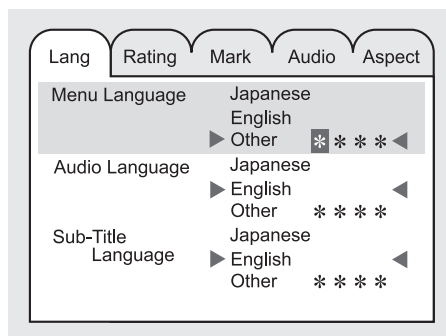 Lang Rating Mark Audio Aspect
Menu Language Japanese
English
Other * * * *
Audio Language Japanese
English
Other * * * *
Sub-Title Japanese
Language English
Other * * * *